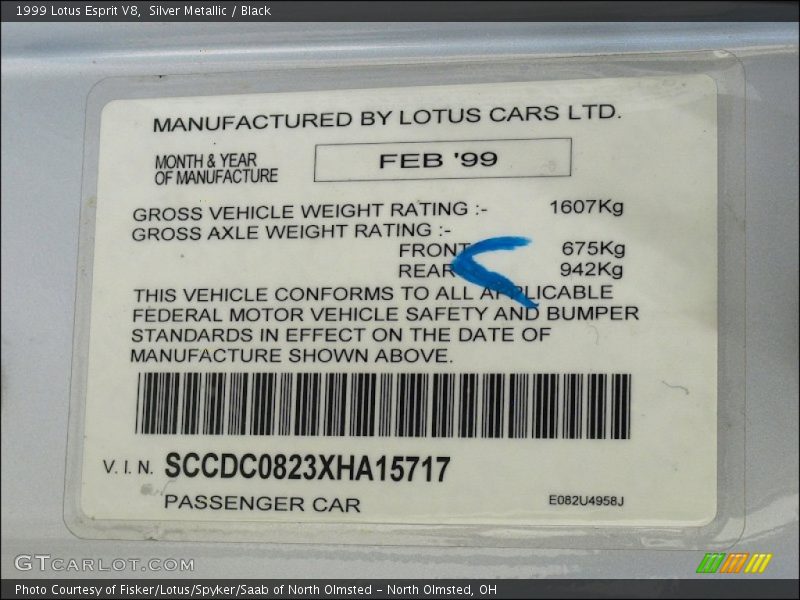 1999 Lotus Esprit V8,  Silver Metallic / Black
MANUFACTURED BY LOTUS CARS LTD.
MONTH & YEAR
OF MANUFACTURE
FEB '99
GROSS VEHICLE WEIGHT RATING :- 1607Kg
GROSS AXLE WEIGHT RATING :-
FRONT 675Kg
REAR 942Kg
THIS VEHICLE CONFORMS TO ALL APPLICABLE
FEDERAL MOTOR VEHICLE SAFETY AND BUMPER
STANDARDS IN EFFECT ON THE DATE OF
MANUFACTURE SHOWN ABOVE.
V. I. N. SCCDC0823XHA15717
PASSENGER CAR E082U4958J
GTCARLOT.COM
Photo Courtesy of Fisker/Lotus/Spyker/Saab of North Olmsted - North Olmsted, OH